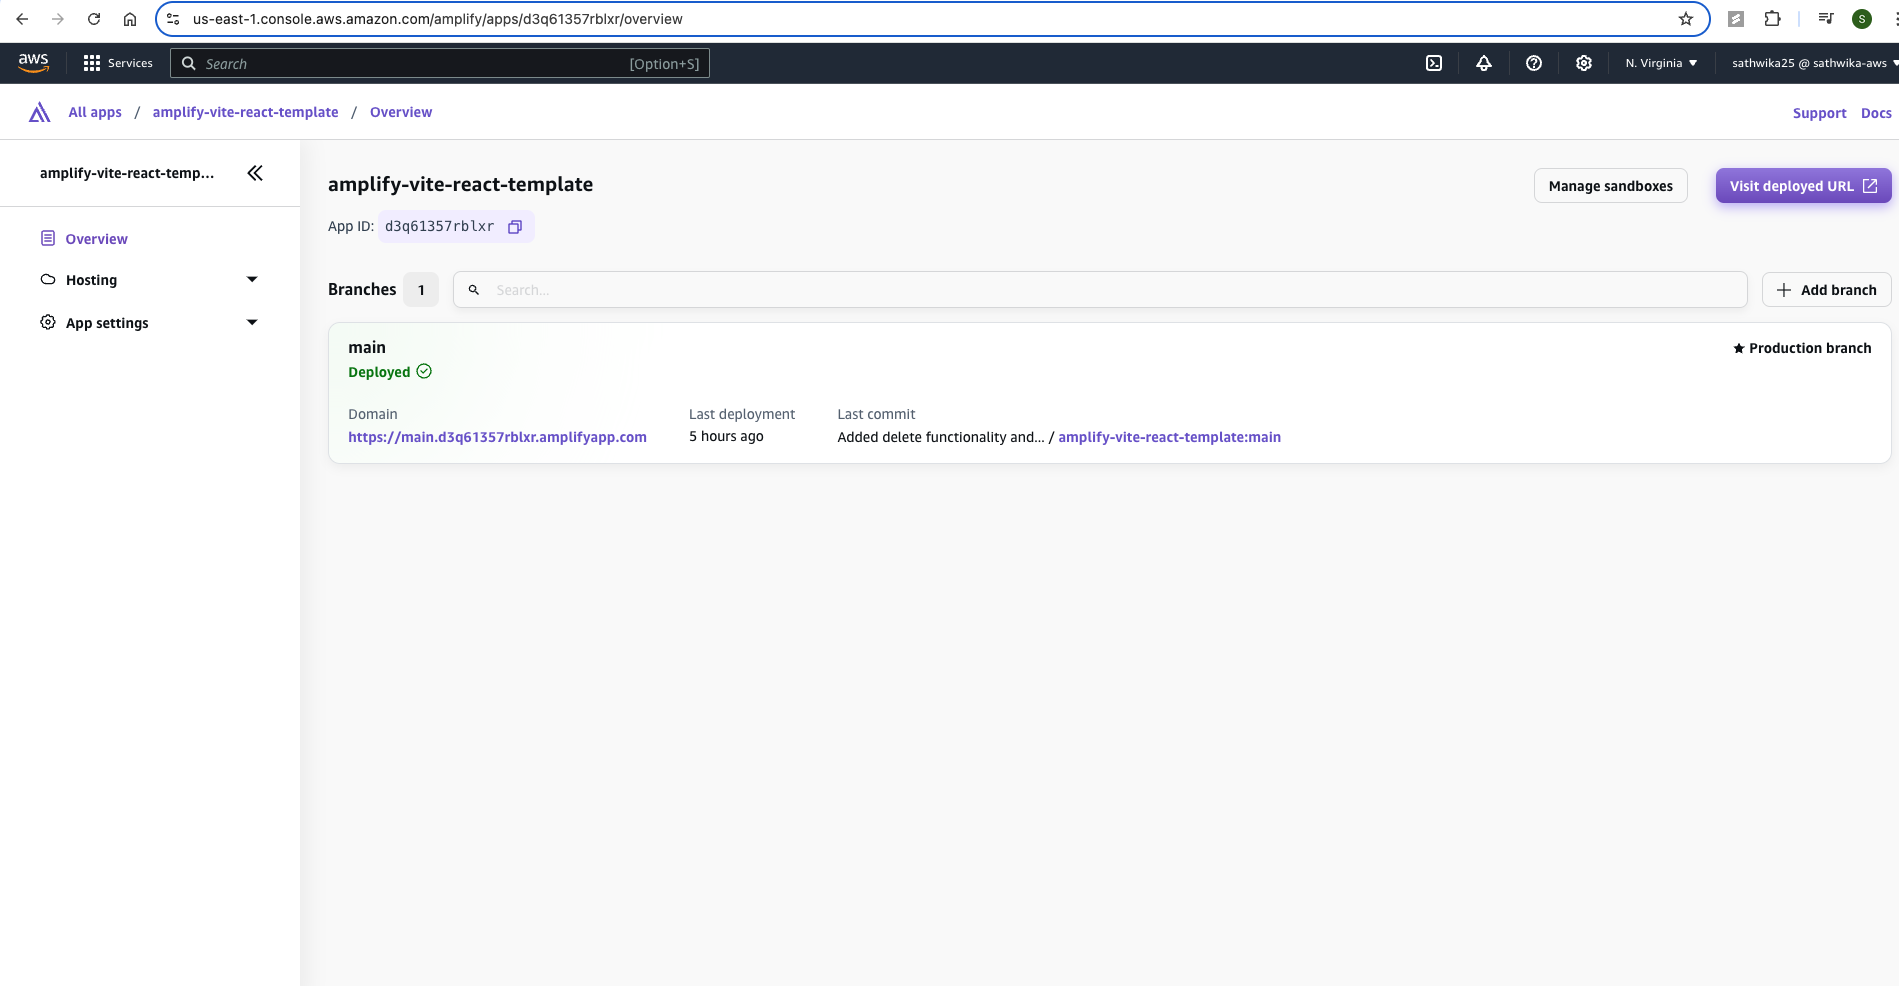 us-east-1.console.aws.amazon.com/amplify/apps/d3q61357rblxr/overview
S
aws Services Search [Option+S] N. Virginia sathwika25 @ sathwika-aws
All apps / amplify-vite-react-template / Overview Support Docs
amplify-vite-react-temp...
Overview
Hosting
App settings
amplify-vite-react-template Manage sandboxes Visit deployed URL
App ID: d3q61357rblxr
Branches 1 Search... Add branch
main Production branch
Deployed
Domain Last deployment Last commit
https://main.d3q61357rblxr.amplifyapp.com 5 hours ago Added delete functionality and... / amplify-vite-react-template:main